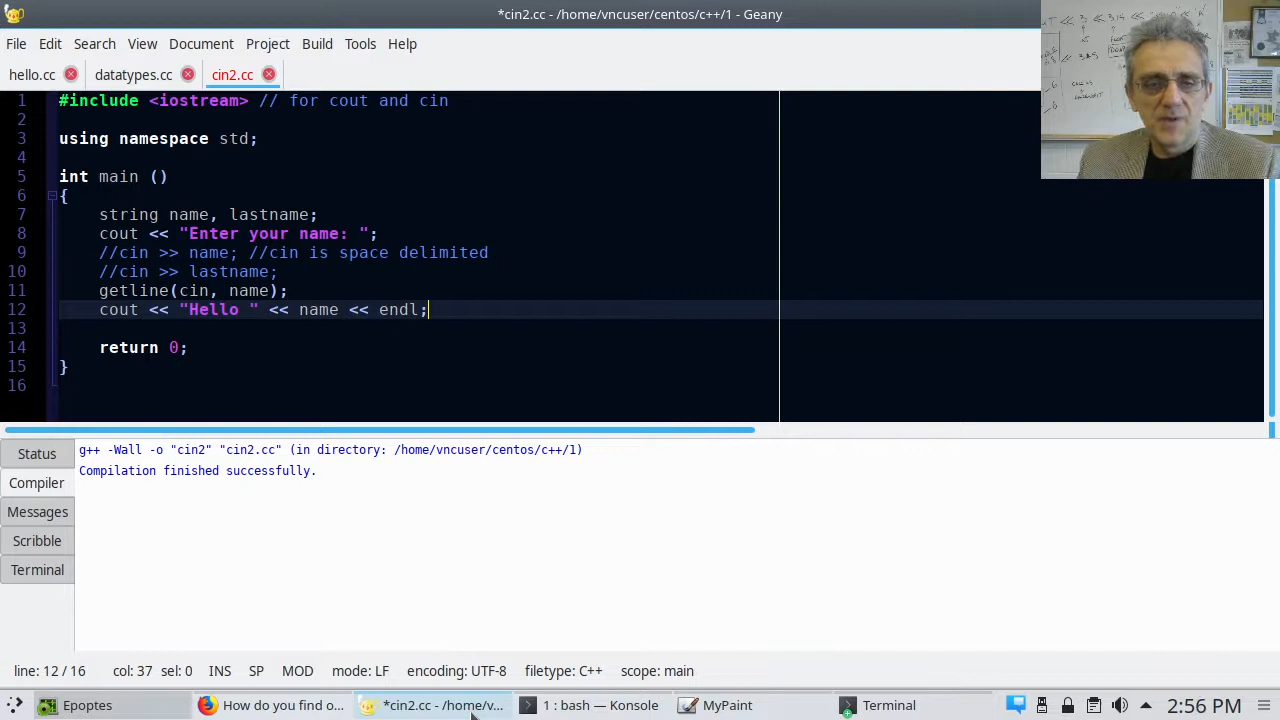 *cin2.cc - /home/vncuser/centos/c++/1 - Geany
File Edit Search View Document Project Build Tools Help
hello.cc datatypes.cc cin2.cc
1 #include <iostream> // for cout and cin
2
3 using namespace std;
4
5 int main ()
6 {
7 string name, lastname;
8 cout << "Enter your name: ";
9 //cin >> name; //cin is space delimited
10 //cin >> lastname;
11 getline(cin, name);
12 cout << "Hello " << name << endl;
13
14 return 0;
15 }
16
Status
Compiler
Messages
Scribble
Terminal
g++ -Wall -o "cin2" "cin2.cc" (in directory: /home/vncuser/centos/c++/1)
Compilation finished successfully.
line: 12 / 16 col: 37 sel: 0 INS SP MOD mode: LF encoding: UTF-8 filetype: C++ scope: main
Epoptes How do you find o... *cin2.cc - /home/v... 1 : bash — Konsole MyPaint Terminal 2:56 PM